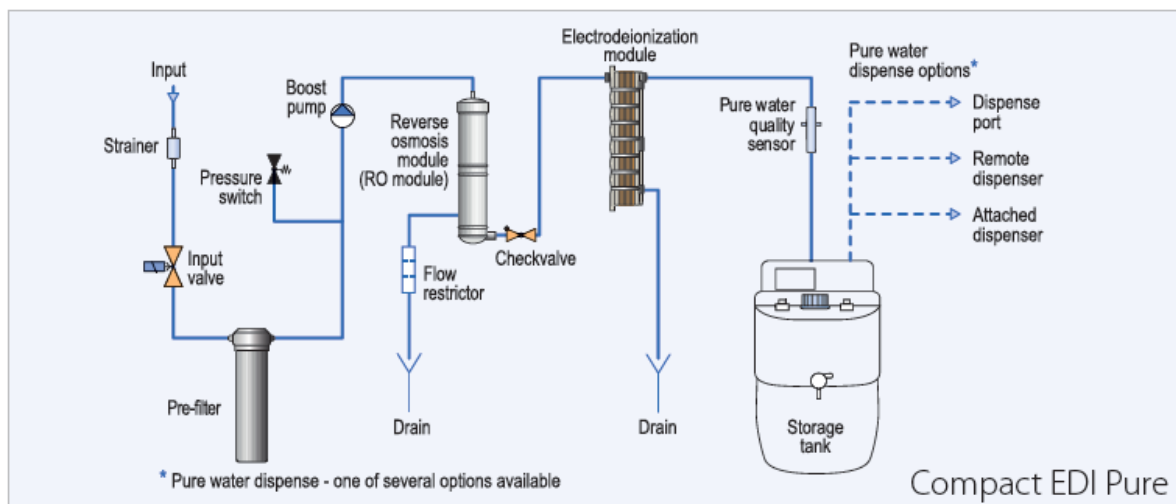 Input
Strainer
Input
valve
Pre-filter
Pressure
switch
Boost
pump
Reverse
osmosis
module
(RO module)
Flow
restrictor
Drain
Checkvalve
Electrodeionization
module
Drain
Pure water
quality
sensor
Pure water
dispense options*
Dispense
port
Remote
dispenser
Attached
dispenser
Storage
tank
* Pure water dispense - one of several options available
Compact EDI Pure